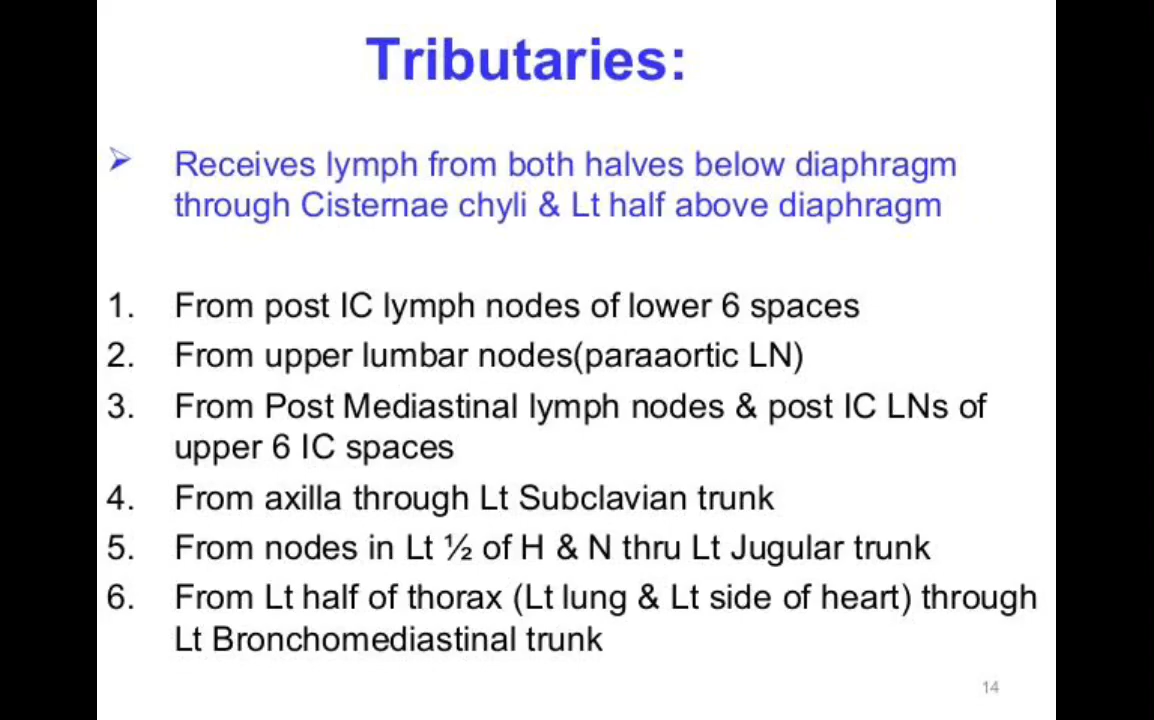 Tributaries:
➢ Receives lymph from both halves below diaphragm
through Cisternae chyli & Lt half above diaphragm
1. From post IC lymph nodes of lower 6 spaces
2. From upper lumbar nodes(paraaortic LN)
3. From Post Mediastinal lymph nodes & post IC LNs of
upper 6 IC spaces
4. From axilla through Lt Subclavian trunk
5. From nodes in Lt ½ of H & N thru Lt Jugular trunk
6. From Lt half of thorax (Lt lung & Lt side of heart) through
Lt Bronchomediastinal trunk
14